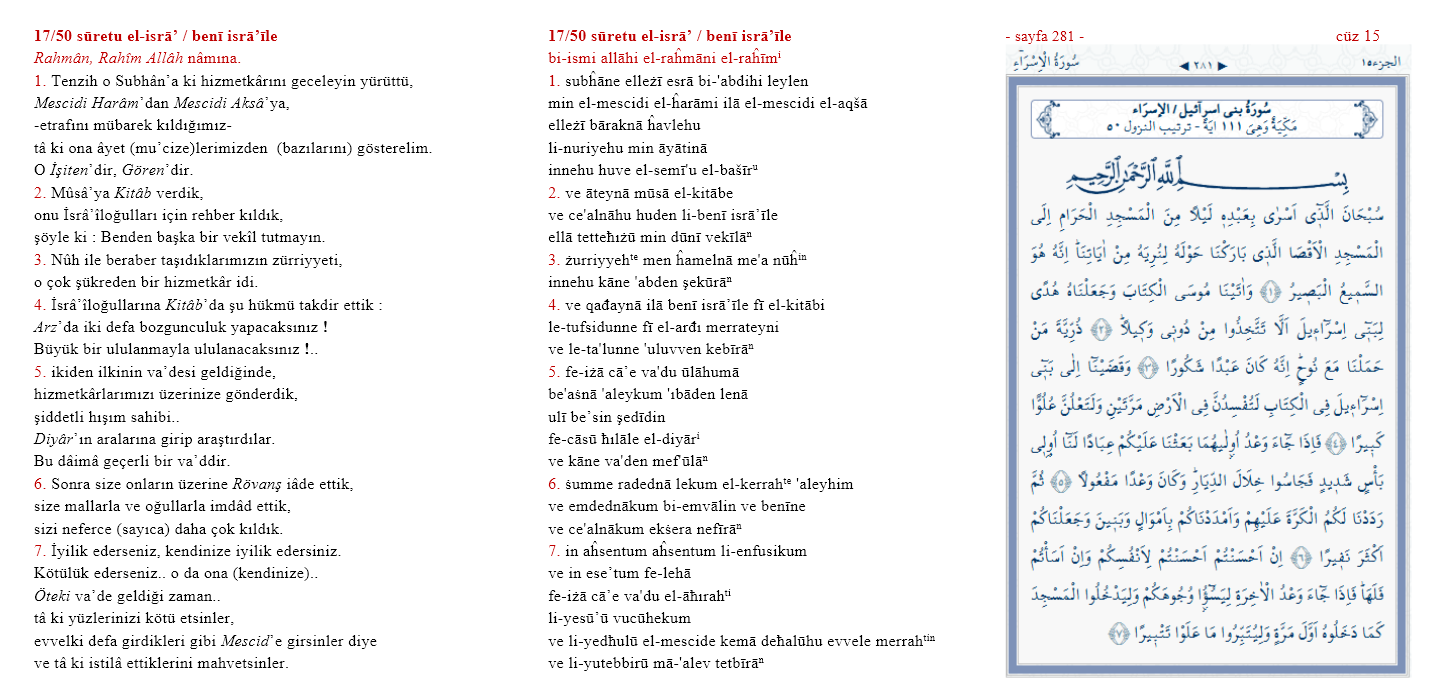 17/50 sūretu el-isrā’ / benī isrā’īle
Rahmân, Rahîm Allâh nâmına.
1. Tenzih o Subhân’a ki hizmetkârını geceleyin yürüttü,
Mescidi Harâm’dan Mescidi Aksâ’ya,
-etrafını mübarek kıldığımız-
tâ ki ona âyet (mu’cize)lerimizden (bazılarını) gösterelim.
O İşiten’dir, Gören’dir.
2. Mûsâ’ya Kitâb verdik,
onu İsrâ’îloğulları için rehber kıldık,
şöyle ki : Benden başka bir vekîl tutmayın.
3. Nûh ile beraber taşıdıklarımızın zürriyyeti,
o çok şükreden bir hizmetkâr idi.
4. İsrâ’îloğullarına Kitâb’da şu hükmü takdir ettik :
Arz’da iki defa bozgunculuk yapacaksınız !
Büyük bir ululanmayla ululanacaksınız !..
5. ikiden ilkinin va’desi geldiğinde,
hizmetkârlarımızı üzerinize gönderdik,
şiddetli hışım sahibi..
Diyâr’ın aralarına girip araştırdılar.
Bu dâimâ geçerli bir va’ddir.
6. Sonra size onların üzerine Rövanş iâde ettik,
size mallarla ve oğullarla imdâd ettik,
sizi neferce (sayıca) daha çok kıldık.
7. İyilik ederseniz, kendinize iyilik edersiniz.
Kötülük ederseniz.. o da ona (kendinize)..
Öteki va’de geldiği zaman..
tâ ki yüzlerinizi kötü etsinler,
evvelki defa girdikleri gibi Mescid’e girsinler diye
ve tâ ki istilâ ettiklerini mahvetsinler.
17/50 sūretu el-isrā’ / benī isrā’īle
bi-ismi allāhi el-raĥmāni el-raĥīmⁱ
1. subĥāne elleżī esrā bi-'abdihi leylen
min el-mescidi el-ĥarāmi ilā el-mescidi el-aqšā
elleżī bāraknā ĥavlehu
li-nuriyehu min āyātinā
innehu huve el-semī'u el-bašīrᵘ
2. ve āteynā mūsā el-kitābe
ve ce'alnāhu huden li-benī isrā’īle
ellā tetteħıżū min dūnī vekīlāⁿ
3. żurriyyehᵗᵉ men ĥamelnā me'a nūĥⁱⁿ
innehu kāne 'abden şekūrāⁿ
4. ve qađaynā ilā benī isrā’īle fī el-kitābi
le-tufsidunne fī el-arđi merrateyni
ve le-ta'lunne 'uluvven kebīrāⁿ
5. fe-iżā cā’e va'du ūlāhumā
be'aśnā 'aleykum 'ıbāden lenā
ulī be’sin şedīdin
fe-cāsū ħılāle el-diyārⁱ
ve kāne va'den mef'ūlāⁿ
6. śumme radednā lekum el-kerrahᵗᵉ 'aleyhim
ve emdednākum bi-emvālin ve benīne
ve ce'alnākum ekśera nefīrāⁿ
7. in aĥsentum aĥsentum li-enfusikum
ve in ese’tum fe-lehā
fe-iżā cā’e va'du el-āħırahᵗⁱ
li-yesū’ū vucūhekum
ve li-yedħulū el-mescide kemā deħalūhu evvele merrahᵗⁱⁿ
ve li-yutebbirū mā-'alev tetbīrāⁿ
- sayfa 281 - cüz 15
الجزء ١٥ ◀ ٢٨١ ▶ سُورَةُ الْاِسْرَٓاءِ
سُورَةُ بنى اسرآئيل / الإسراء
مَكِّيَّةٌ وَهِىَ ١١١ اٰيَةً - ترتيب النزول ٥٠
بِسْمِ اللّٰهِ الرَّحْمٰنِ الرَّحٖيمِ
سُبْحَانَ الَّذٖٓى اَسْرٰى بِعَبْدِهٖ لَيْلًا مِنَ الْمَسْجِدِ الْحَرَامِ اِلَى
الْمَسْجِدِ الْاَقْصَا الَّذٖى بَارَكْنَا حَوْلَهُ لِنُرِيَهُ مِنْ اٰيَاتِنَاؕ اِنَّهُ هُوَ
السَّمٖيعُ الْبَصٖيرُ ﴿١﴾ وَاٰتَيْنَا مُوسَى الْكِتَابَ وَجَعَلْنَاهُ هُدًى
لِبَنٖٓى اِسْرَٓاءٖيلَ اَلَّا تَتَّخِذُوا مِنْ دُونٖى وَكٖيلًاؕ ﴿٢﴾ ذُرِّيَّةَ مَنْ
حَمَلْنَا مَعَ نُوحٍؕ اِنَّهُ كَانَ عَبْدًا شَكُورًا ﴿٣﴾ وَقَضَيْنَٓا اِلٰى بَنٖٓى
اِسْرَٓاءٖيلَ فِى الْكِتَابِ لَتُفْسِدُنَّ فِى الْاَرْضِ مَرَّتَيْنِ وَلَتَعْلُنَّ عُلُوًّا
كَبٖيرًا ﴿٤﴾ فَاِذَا جَٓاءَ وَعْدُ اُولٰيهُمَا بَعَثْنَا عَلَيْكُمْ عِبَادًا لَنَٓا اُولٖى
بَاْسٍ شَدٖيدٍ فَجَاسُوا خِلَالَ الدِّيَارِؕ وَكَانَ وَعْدًا مَفْعُولًا ﴿٥﴾ ثُمَّ
رَدَدْنَا لَكُمُ الْكَرَّةَ عَلَيْهِمْ وَاَمْدَدْنَاكُمْ بِاَمْوَالٍ وَبَنٖينَ وَجَعَلْنَاكُمْ
اَكْثَرَ نَفٖيرًا ﴿٦﴾ اِنْ اَحْسَنْتُمْ اَحْسَنْتُمْ لِاَنْفُسِكُمْ وَاِنْ اَسَاْتُمْ
فَلَهَاؕ فَاِذَا جَٓاءَ وَعْدُ الْاٰخِرَةِ لِيَسُٓؤُا وُجُوهَكُمْ وَلِيَدْخُلُوا الْمَسْجِدَ
كَمَا دَخَلُوهُ اَوَّلَ مَرَّةٍ وَلِيُتَبِّرُوا مَا عَلَوْا تَتْبٖيرًا ﴿٧﴾